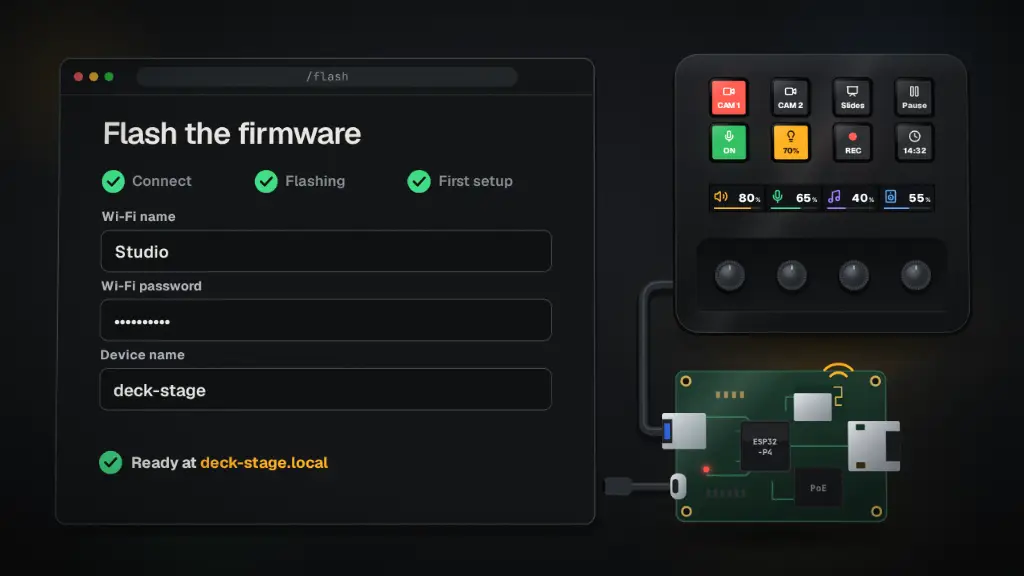 /flash
Flash the firmware
Connect
Flashing
First setup
Wi-Fi name
Studio
Wi-Fi password
••••••••••
Device name
deck-stage
Ready at deck-stage.local
CAM 1
CAM 2
Slides
Pause
ON
70%
REC
14:32
80%
65%
40%
55%
ESP32
-P4
PoE